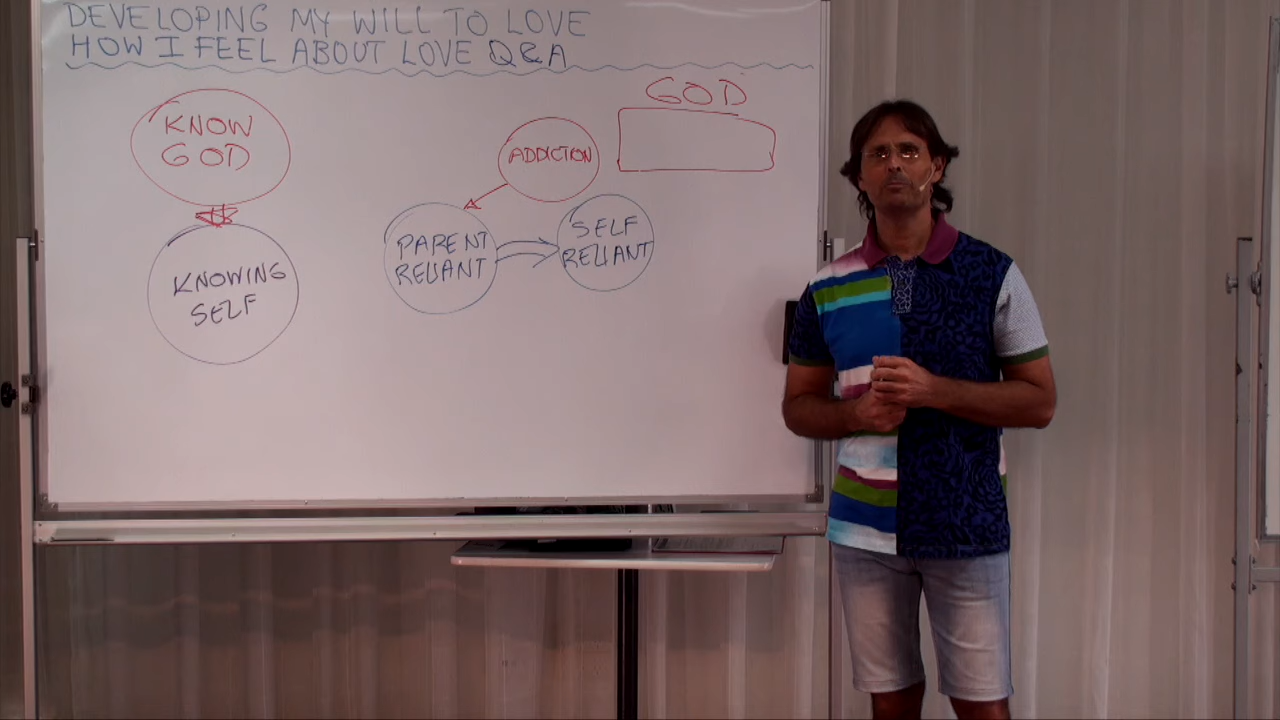 DEVELOPING MY WILL TO LOVE
HOW I FEEL ABOUT LOVE Q&A
KNOW
GOD
KNOWING
SELF
ADDICTION
PARENT
RELIANT
SELF
RELIANT
GOD